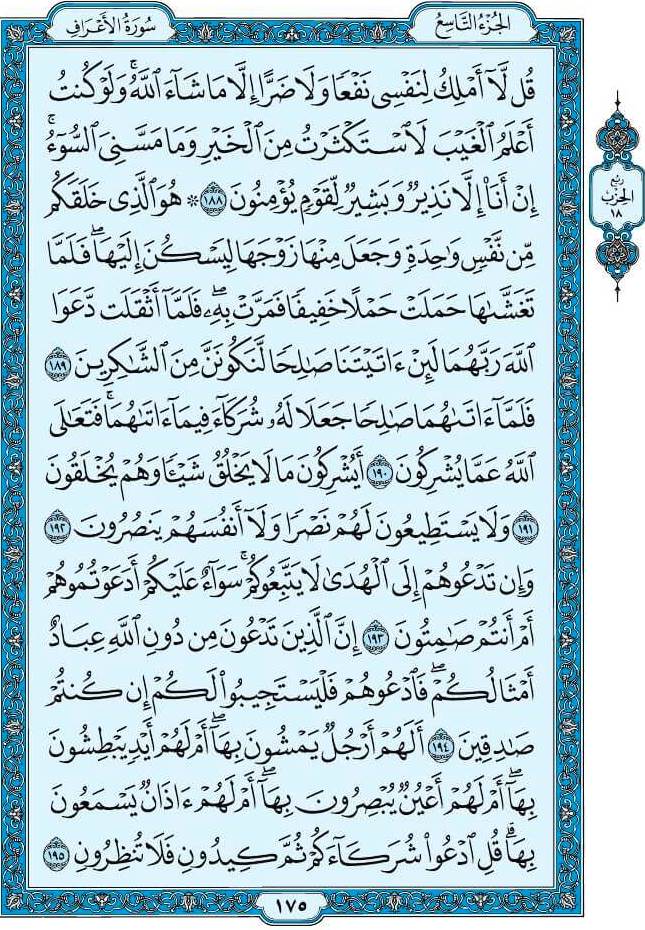 الجُزْءُ التَّاسِعُ
سُورَةُ الأَعْرَافِ
قُل لَّآ أَمْلِكُ لِنَفْسِى نَفْعًا وَلَا ضَرًّا إِلَّا مَا شَآءَ ٱللَّهُۚ وَلَوْ كُنتُ
أَعْلَمُ ٱلْغَيْبَ لَٱسْتَكْثَرْتُ مِنَ ٱلْخَيْرِ وَمَا مَسَّنِىَ ٱلسُّوٓءُۚ
إِنْ أَنَا۠ إِلَّا نَذِيرٌ وَبَشِيرٌ لِّقَوْمٍ يُؤْمِنُونَ ١٨٨ ۞ هُوَ ٱلَّذِى خَلَقَكُم
مِّن نَّفْسٍ وَٰحِدَةٍ وَجَعَلَ مِنْهَا زَوْجَهَا لِيَسْكُنَ إِلَيْهَاۖ فَلَمَّا
تَغَشَّىٰهَا حَمَلَتْ حَمْلًا خَفِيفًا فَمَرَّتْ بِهِۦۖ فَلَمَّآ أَثْقَلَت دَّعَوَا
ٱللَّهَ رَبَّهُمَا لَئِنْ ءَاتَيْتَنَا صَٰلِحًا لَّنَكُونَنَّ مِنَ ٱلشَّٰكِرِينَ ١٨٩
فَلَمَّآ ءَاتَىٰهُمَا صَٰلِحًا جَعَلَا لَهُۥ شُرَكَآءَ فِيمَآ ءَاتَىٰهُمَاۚ فَتَعَٰلَى
ٱللَّهُ عَمَّا يُشْرِكُونَ ١٩٠ أَيُشْرِكُونَ مَا لَا يَخْلُقُ شَيْـًٔا وَهُمْ يُخْلَقُونَ
١٩١ وَلَا يَسْتَطِيعُونَ لَهُمْ نَصْرًا وَلَآ أَنفُسَهُمْ يَنصُرُونَ ١٩٢
وَإِن تَدْعُوهُمْ إِلَى ٱلْهُدَىٰ لَا يَتَّبِعُوكُمْۚ سَوَآءٌ عَلَيْكُمْ أَدَعَوْتُمُوهُمْ
أَمْ أَنتُمْ صَٰمِتُونَ ١٩٣ إِنَّ ٱلَّذِينَ تَدْعُونَ مِن دُونِ ٱللَّهِ عِبَادٌ
أَمْثَالُكُمْۖ فَٱدْعُوهُمْ فَلْيَسْتَجِيبُوا۟ لَكُمْ إِن كُنتُمْ
صَٰدِقِينَ ١٩٤ أَلَهُمْ أَرْجُلٌ يَمْشُونَ بِهَآۖ أَمْ لَهُمْ أَيْدٍ يَبْطِشُونَ
بِهَآۖ أَمْ لَهُمْ أَعْيُنٌ يُبْصِرُونَ بِهَآۖ أَمْ لَهُمْ ءَاذَانٌ يَسْمَعُونَ
بِهَاۗ قُلِ ٱدْعُوا۟ شُرَكَآءَكُمْ ثُمَّ كِيدُونِ فَلَا تُنظِرُونِ ١٩٥
١٧٥
ربع
الحزب
١٨